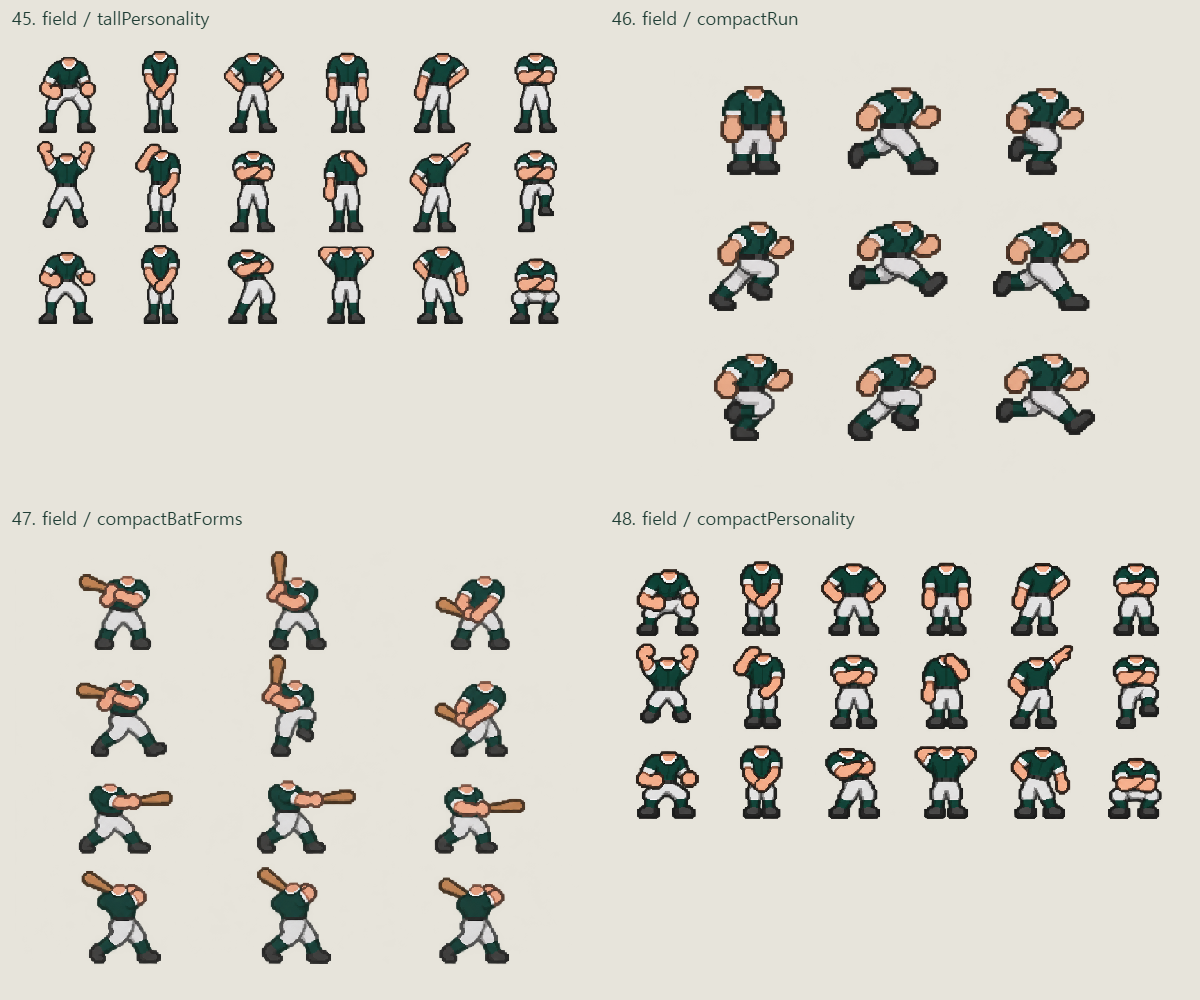 45. field / tallPersonality
46. field / compactRun
47. field / compactBatForms
48. field / compactPersonality